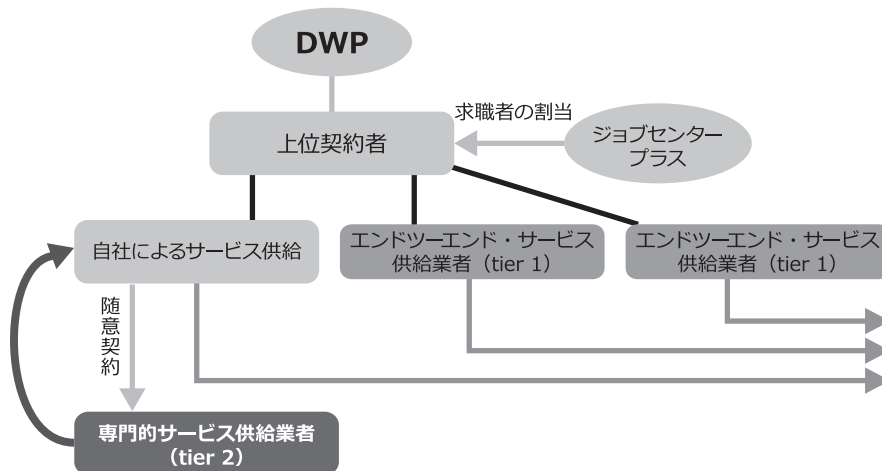 DWP
求職者の割当
上位契約者
ジョブセンター
プラス
自社によるサービス供給
エンドツーエンド・サービス
供給業者（tier 1）
エンドツーエンド・サービス
供給業者（tier 1）
随意契約
専門的サービス供給業者
（tier 2）